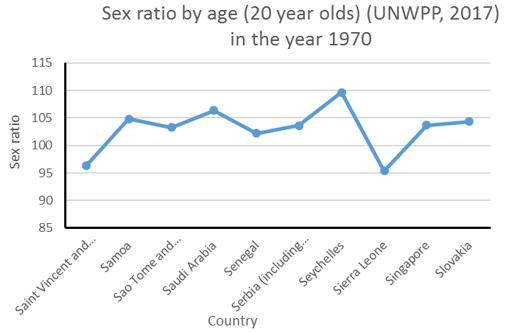 Sex ratio by age (20 year olds) (UNWPP, 2017)
in the year 1970
115
110
105
100
95
90
85
Sex ratio
Saint Vincent and...
Samoa
Sao Tome and...
Saudi Arabia
Senegal
Serbia (including...
Seychelles
Sierra Leone
Singapore
Slovakia
Country